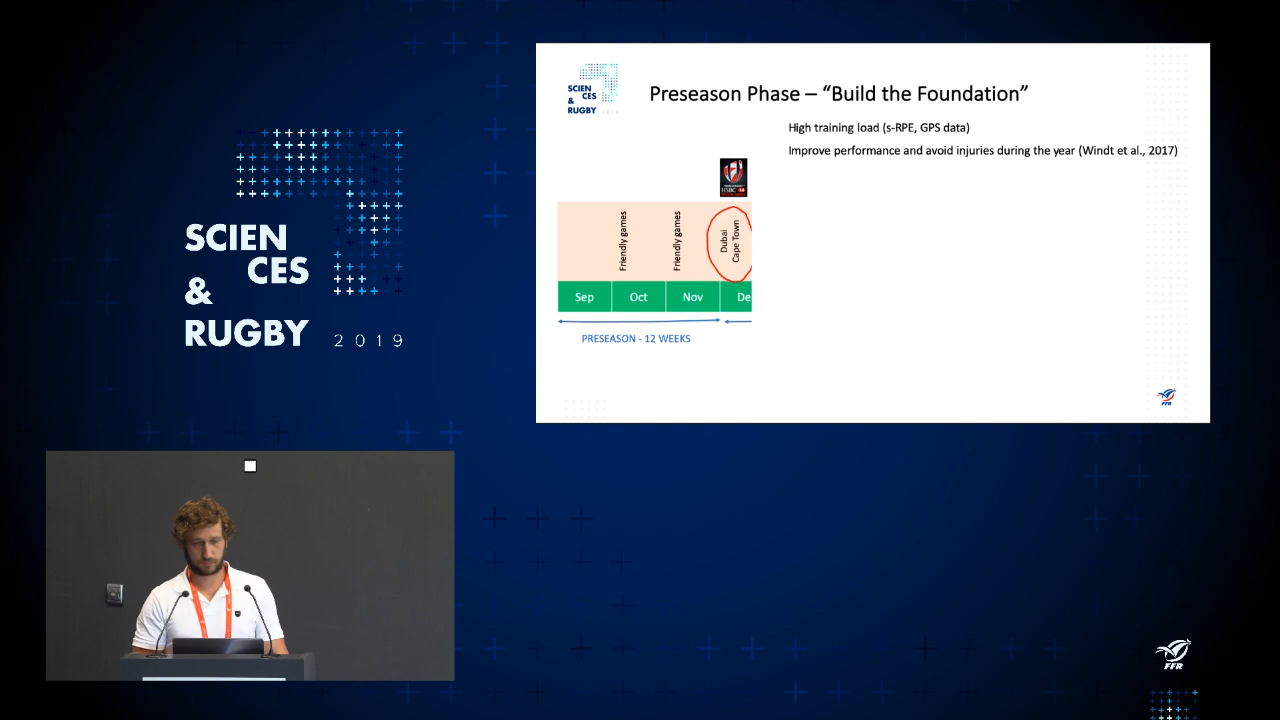 SCIEN
CES
&
RUGBY
2019
SCIEN
CES
&
RUGBY
Preseason Phase – “Build the Foundation”
High training load (s-RPE, GPS data)
Improve performance and avoid injuries during the year (Windt et al., 2017)
HSBC
Friendly games
Friendly games
Dubai
Cape Town
Sep
Oct
Nov
De
PRESEASON - 12 WEEKS
FFR
FFR